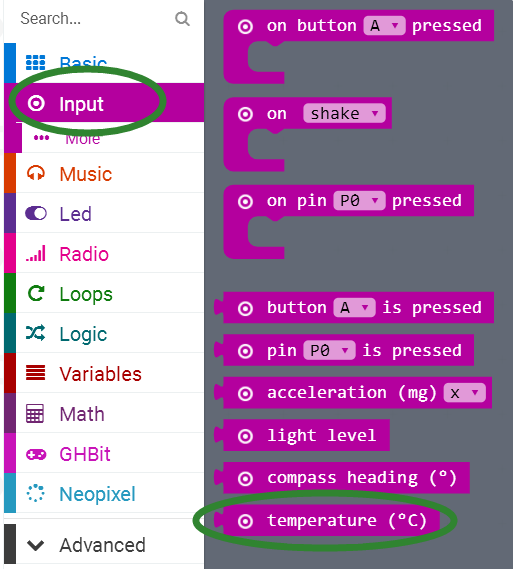 Search...
Basic
Input
More
Music
Led
Radio
Loops
Logic
Variables
Math
GHBit
Neopixel
Advanced
on button A pressed
on shake
on pin P0 pressed
button A is pressed
pin P0 is pressed
acceleration (mg) x
light level
compass heading (°)
temperature (°C)